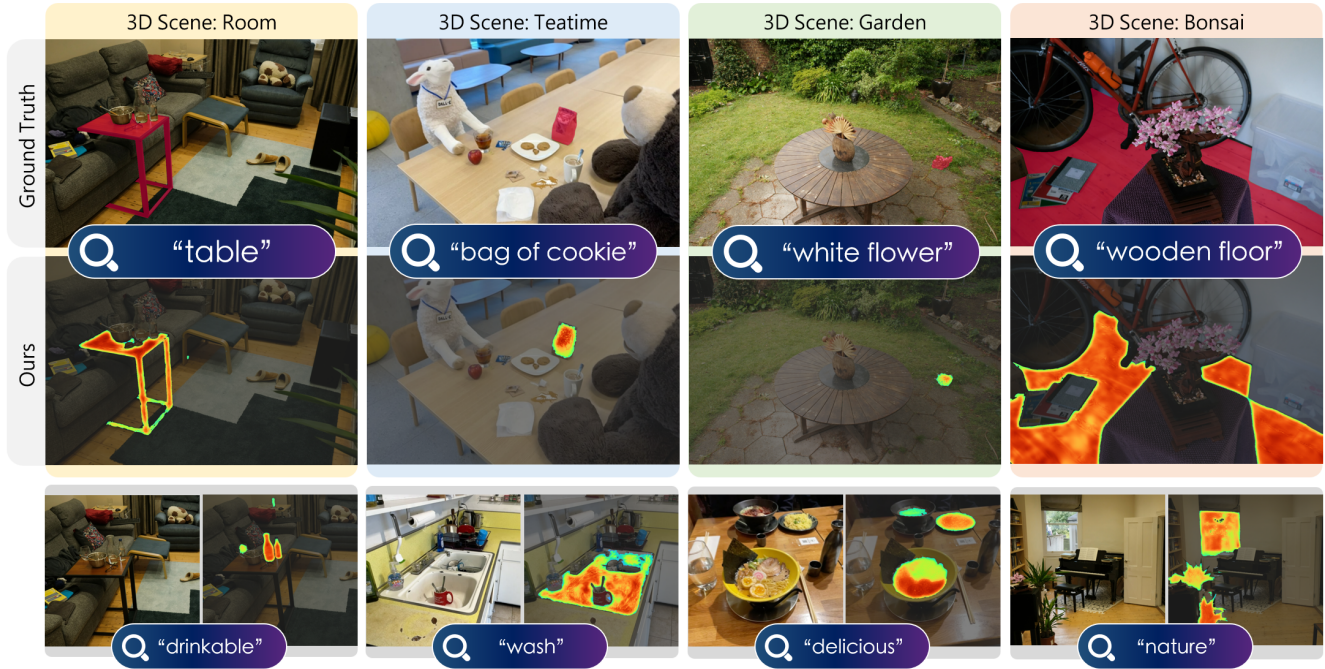 3D Scene: Room
3D Scene: Teatime
3D Scene: Garden
3D Scene: Bonsai
Ground Truth
“table”
“bag of cookie”
“white flower”
“wooden floor”
Ours
“drinkable”
“wash”
“delicious”
“nature”